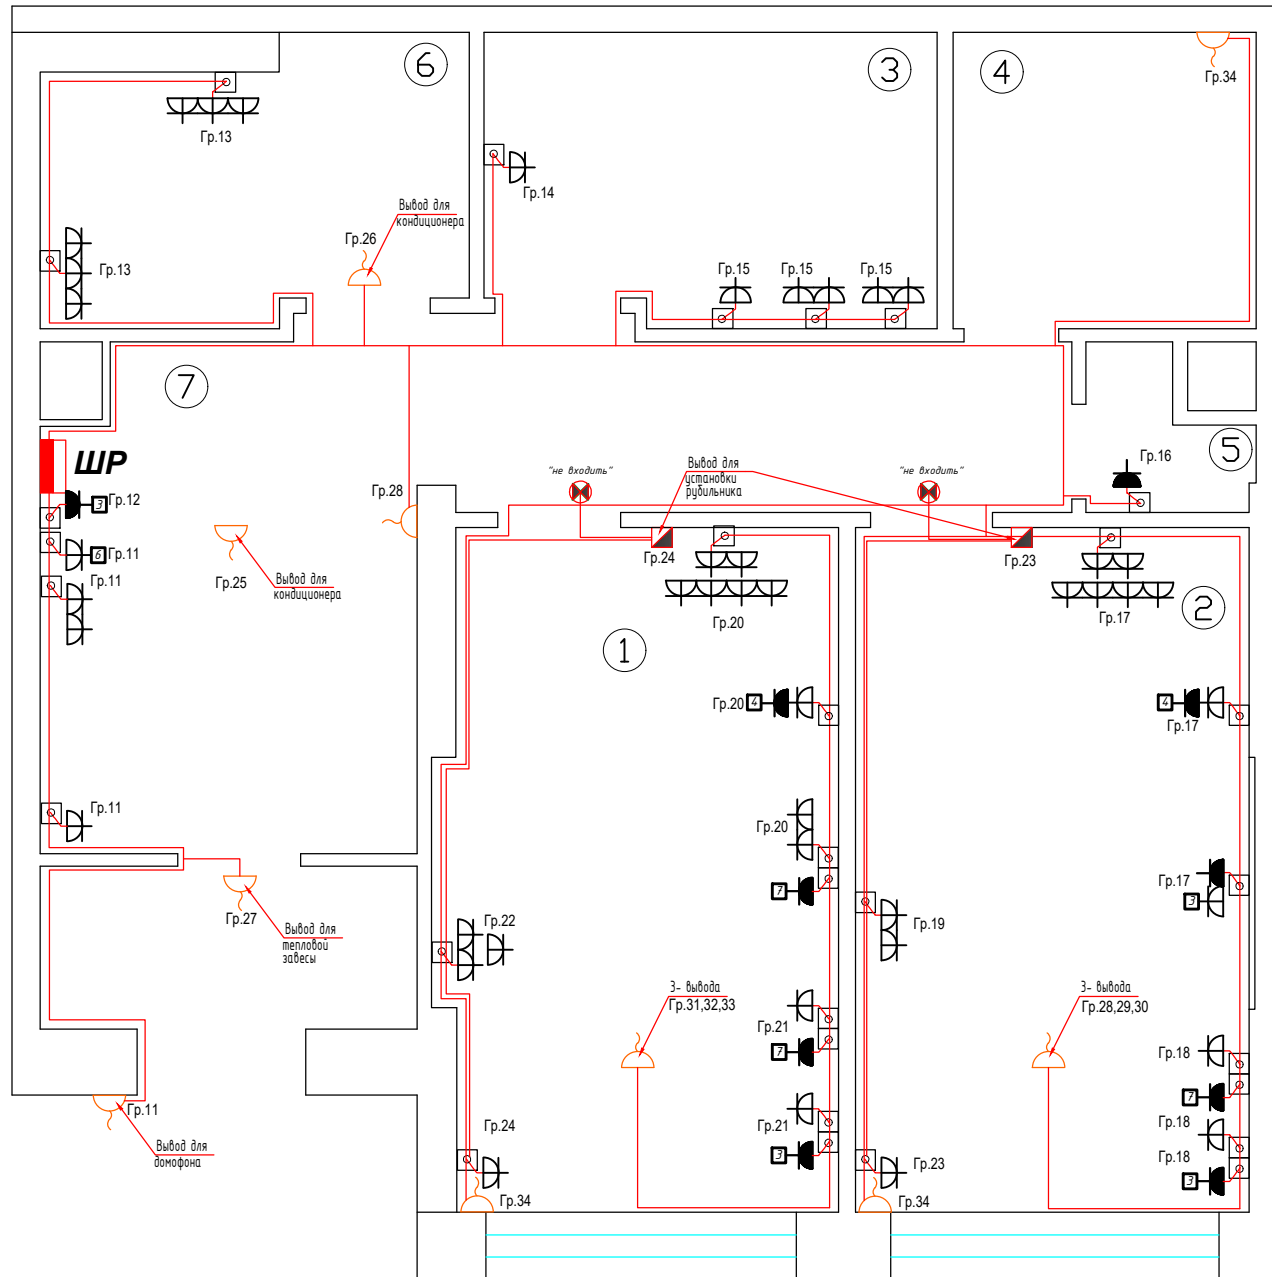 6
3
4
Гр.34
Гр.13
Гр.14
Вывод для
кондиционера
Гр.26
Гр.13
Гр.15
Гр.15
Гр.15
7
ШР
5
Гр.16
"не входить"
Вывод для
установки
рубильника
"не входить"
Гр.28
3
Гр.12
6
Гр.11
Гр.11
Гр.25
Вывод для
кондиционера
Гр.24
Гр.23
Гр.20
Гр.17
1
2
Гр.20
4
4
Гр.17
Гр.11
Гр.20
7
Гр.17
3
Гр.27
Вывод для
тепловой
завесы
Гр.22
Гр.19
3- вывода
Гр.31,32,33
3- вывода
Гр.28,29,30
Гр.21
7
Гр.18
7
Гр.11
Вывод для
домофона
Гр.24
Гр.21
3
Гр.18
Гр.18
3
Гр.23
Гр.34
Гр.34